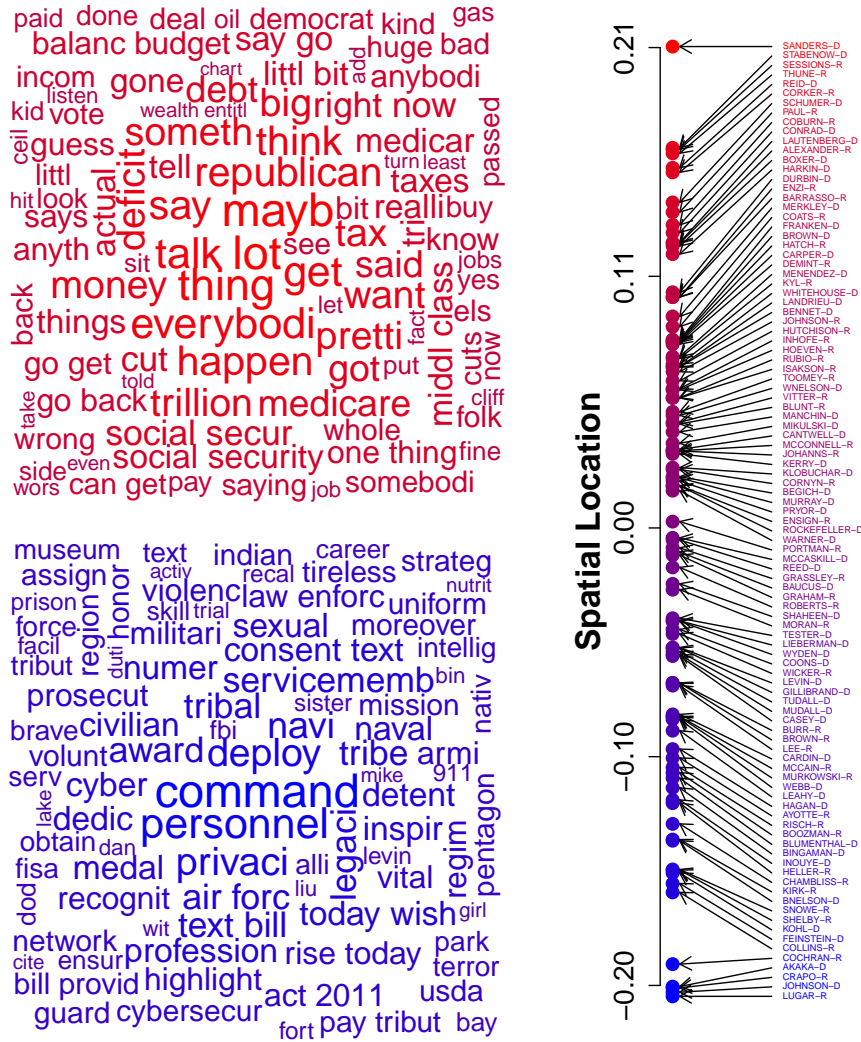 paid done deal oil democrat kind gas
balanc budget say go add huge bad
incom gone chart debt littl bit anybodi
listen kid vote wealth entitl big right now
ceil guess someth think medicar passed
littl actual deficit tell republican turn least taxes
hit look says say mayb bit realli buy
anyth talk lot see tax tri know
sit money thing get said jobs yes
back things everybodi let want pretti fact middl class els
go get cut happen got put cuts now
told take go back trillion medicare cliff folk
wrong social secur whole
side even social security one thing fine
wors can get pay saying job somebodi
museum text indian career strateg
assign activ recal tireless nutrit
prison region honor violenc law enforc uniform
force skill trial militari sexual moreover
facil duti consent text intellig
tribut numer servicememb bin
prosecut tribal sister mission nativ
brave civilian fbi navi naval
volunt award deploy tribe armi
serv cyber command mike 911
lake dedic personnel legaci detent inspir regim pentagon
obtain dan privaci alli levin
fisa medal liu vital
dod recognit air forc today wish girl
network wit text bill park
cite ensur profession rise today terror
bill provid highlight act 2011 usda
guard cybersecur fort pay tribut bay
Spatial Location
0.21
0.11
0.00
−0.10
−0.20
SANDERS−D
STABENOW−D
SESSIONS−R
THUNE−R
REID−D
CORKER−R
SCHUMER−D
PAUL−R
COBURN−R
CONRAD−D
LAUTENBERG−D
ALEXANDER−R
BOXER−D
HARKIN−D
DURBIN−D
ENZI−R
BARRASSO−R
MERKLEY−D
COATS−R
FRANKEN−D
BROWN−D
HATCH−R
CARPER−D
DEMINT−R
MENENDEZ−D
KYL−R
WHITEHOUSE−D
LANDRIEU−D
BENNET−D
JOHNSON−R
HUTCHISON−R
INHOFE−R
HOEVEN−R
RUBIO−R
ISAKSON−R
TOOMEY−R
WNELSON−D
VITTER−R
BLUNT−R
MANCHIN−D
MIKULSKI−D
CANTWELL−D
MCCONNELL−R
JOHANNS−R
KERRY−D
KLOBUCHAR−D
CORNYN−R
BEGICH−D
MURRAY−D
PRYOR−D
ENSIGN−R
ROCKEFELLER−D
WARNER−D
PORTMAN−R
MCCASKILL−D
REED−D
GRASSLEY−R
BAUCUS−D
GRAHAM−R
ROBERTS−R
SHAHEEN−D
MORAN−R
TESTER−D
LIEBERMAN−D
WYDEN−D
COONS−D
WICKER−R
LEVIN−D
GILLIBRAND−D
TUDALL−D
MUDALL−D
CASEY−D
BURR−R
BROWN−R
LEE−R
CARDIN−D
MCCAIN−R
MURKOWSKI−R
WEBB−D
LEAHY−D
HAGAN−D
AYOTTE−R
RISCH−R
BOOZMAN−R
BLUMENTHAL−D
BINGAMAN−D
INOUYE−D
HELLER−R
CHAMBLISS−R
KIRK−R
BNELSON−D
SNOWE−R
SHELBY−R
KOHL−D
FEINSTEIN−D
COLLINS−R
COCHRAN−R
AKAKA−D
CRAPO−R
JOHNSON−D
LUGAR−R